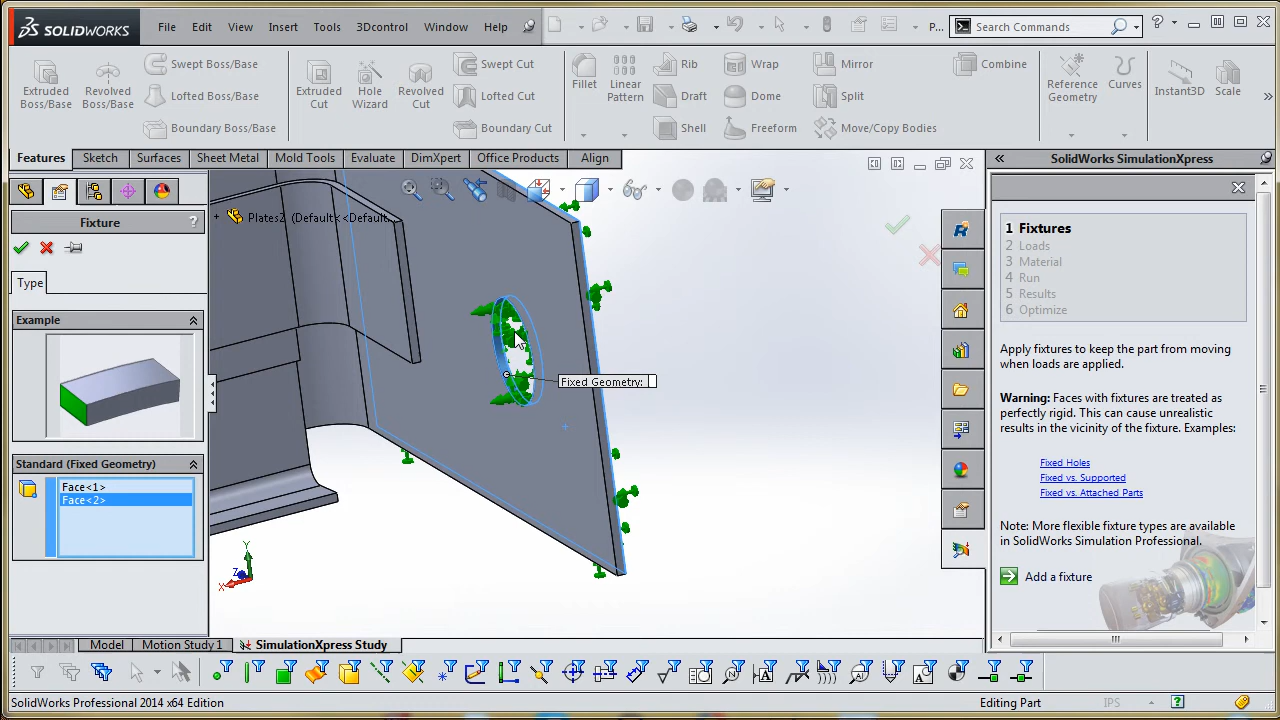 SOLIDWORKS
File Edit View Insert Tools 3Dcontrol Window Help
P...
Search Commands
?
Extruded Boss/Base
Revolved Boss/Base
Swept Boss/Base
Lofted Boss/Base
Boundary Boss/Base
Extruded Cut
Hole Wizard
Revolved Cut
Swept Cut
Lofted Cut
Boundary Cut
Fillet
Linear Pattern
Rib
Draft
Shell
Wrap
Dome
Freeform
Mirror
Split
Move/Copy Bodies
Combine
Reference Geometry
Curves
Instant3D
Scale
Features Sketch Surfaces Sheet Metal Mold Tools Evaluate DimXpert Office Products Align
SolidWorks SimulationXpress
Fixture ?
Type
Example
Standard (Fixed Geometry)
Face<1>
Face<2>
Plates2 (Default<<Default...
Fixed Geometry:
Y
Z
X
1 Fixtures
2 Loads
3 Material
4 Run
5 Results
6 Optimize
Apply fixtures to keep the part from moving
when loads are applied.
Warning: Faces with fixtures are treated as
perfectly rigid. This can cause unrealistic
results in the vicinity of the fixture. Examples:
Fixed Holes
Fixed vs. Supported
Fixed vs. Attached Parts
Note: More flexible fixture types are available
in SolidWorks Simulation Professional.
Add a fixture
Model Motion Study 1 SimulationXpress Study
SolidWorks Professional 2014 x64 Edition
Editing Part
IPS
?